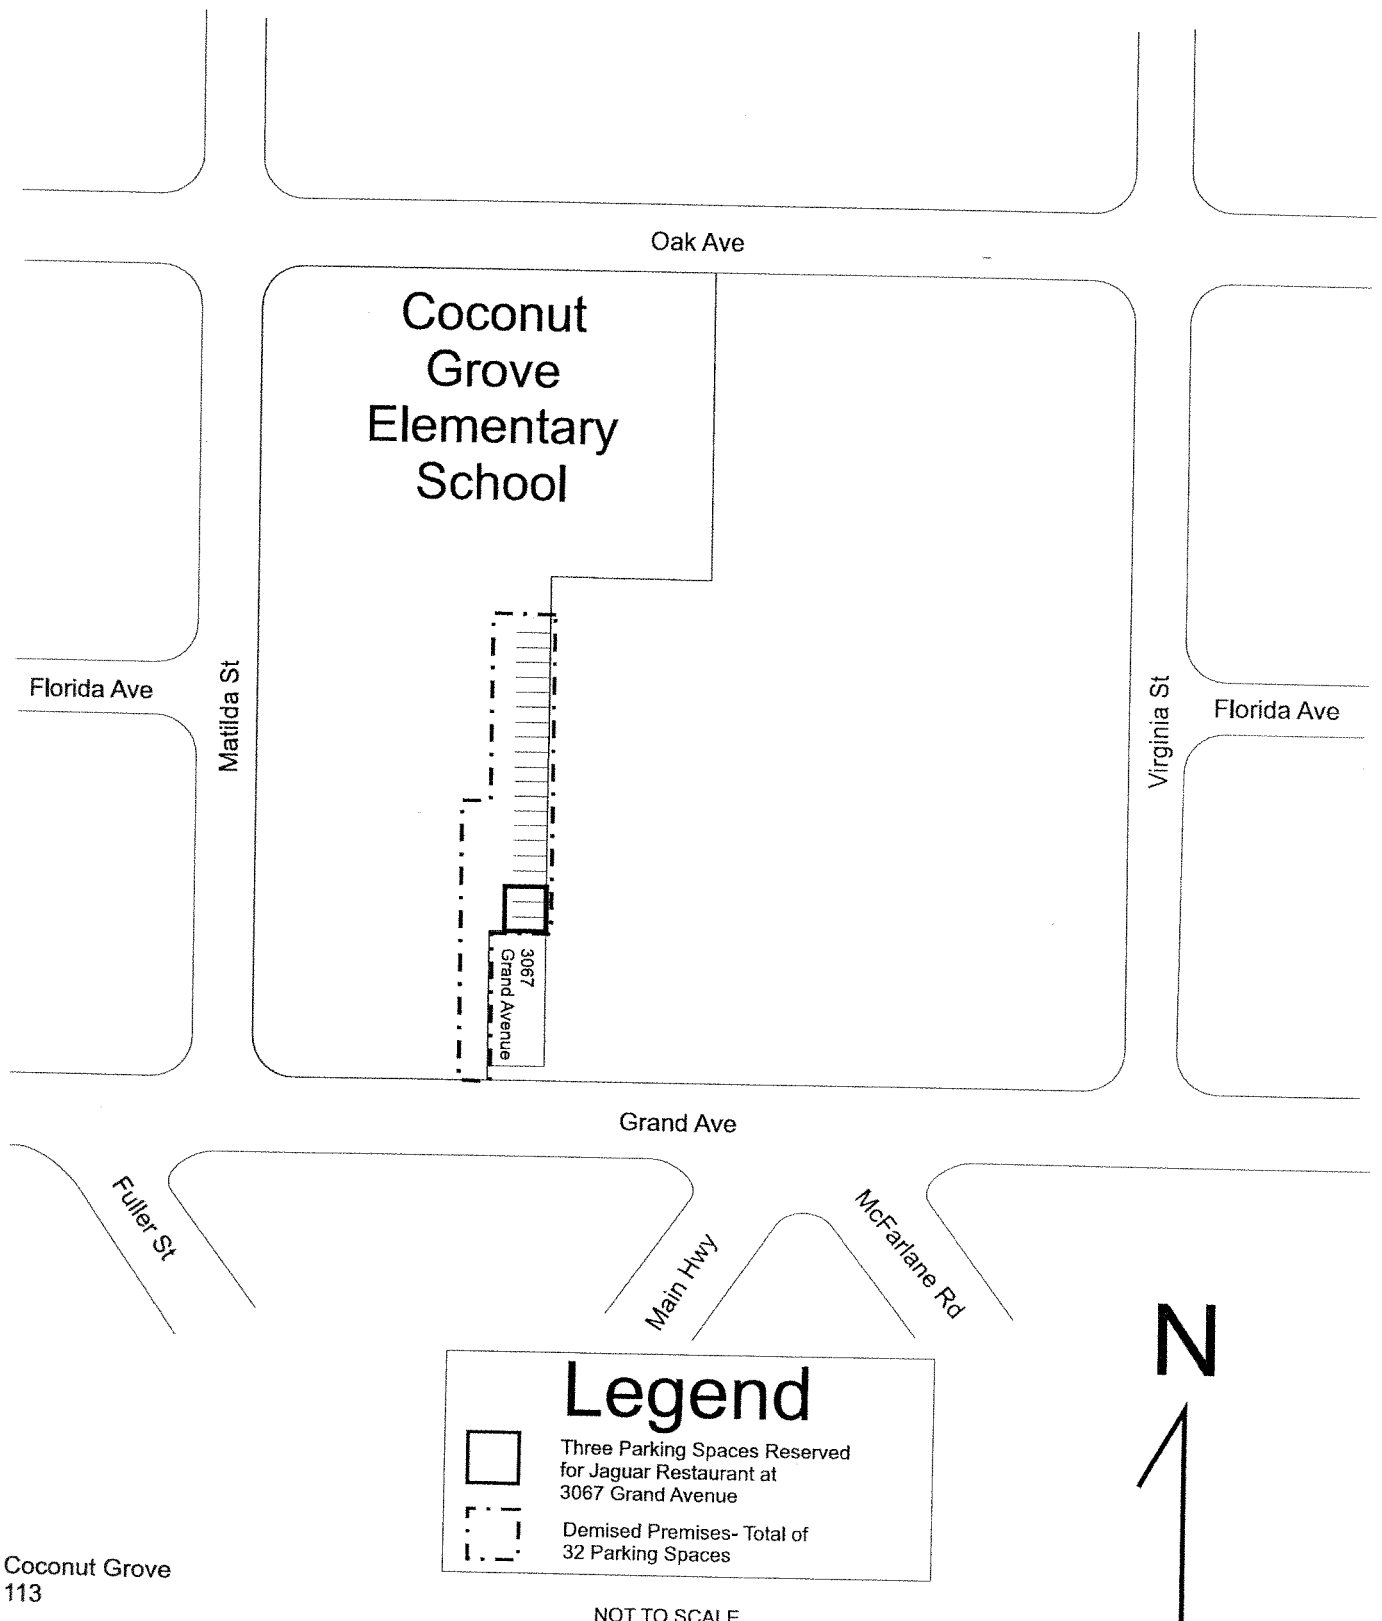 Oak Ave
Coconut
Grove
Elementary
School
Florida Ave
Matilda St
Virginia St
Florida Ave
3067
Grand Avenue
Grand Ave
Fuller St
Main Hwy
McFarlane Rd
N
Legend
Three Parking Spaces Reserved
for Jaguar Restaurant at
3067 Grand Avenue
Demised Premises- Total of
32 Parking Spaces
Coconut Grove
113
NOT TO SCALE